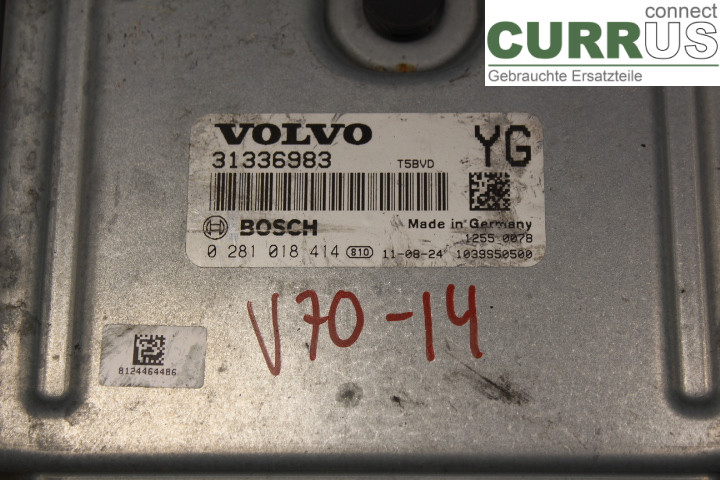 connect
CURRUS
Gebrauchte Ersatzteile
VOLVO
YG
31336983
T5BVD
BOSCH
Made in Germany
1255 0078
0 281 018 414 810 11-08-24 1039S50500
V70-14
8124464486